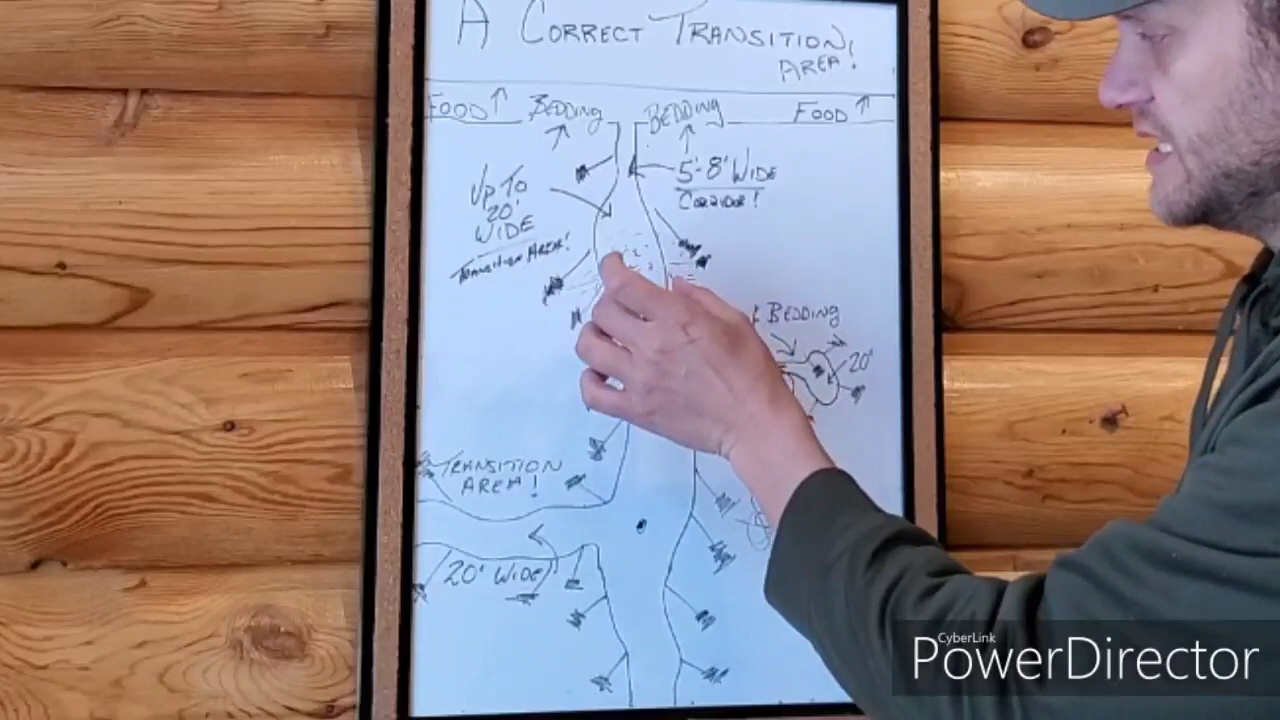 A CORRECT TRANSITION!
AREA!
FOOD↑ BEDDING BEDDING FOOD↑
UP TO
20'
WIDE
TRANSITION AREA!
5'-8' WIDE
CORRIDOR!
BEDDING
20'
TRANSITION
AREA!
20' WIDE
CyberLink
PowerDirector